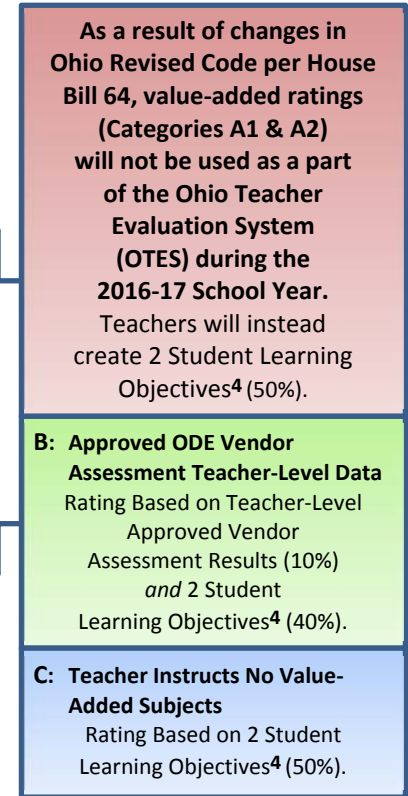 As a result of changes in
Ohio Revised Code per House
Bill 64, value-added ratings
(Categories A1 & A2)
will not be used as a part
of the Ohio Teacher
Evaluation System
(OTES) during the
2016-17 School Year.
Teachers will instead
create 2 Student Learning
Objectives4 (50%).
B: Approved ODE Vendor
Assessment Teacher-Level Data
Rating Based on Teacher-Level
Approved Vendor
Assessment Results (10%)
and 2 Student
Learning Objectives4 (40%).
C: Teacher Instructs No Value-
Added Subjects
Rating Based on 2 Student
Learning Objectives4 (50%).